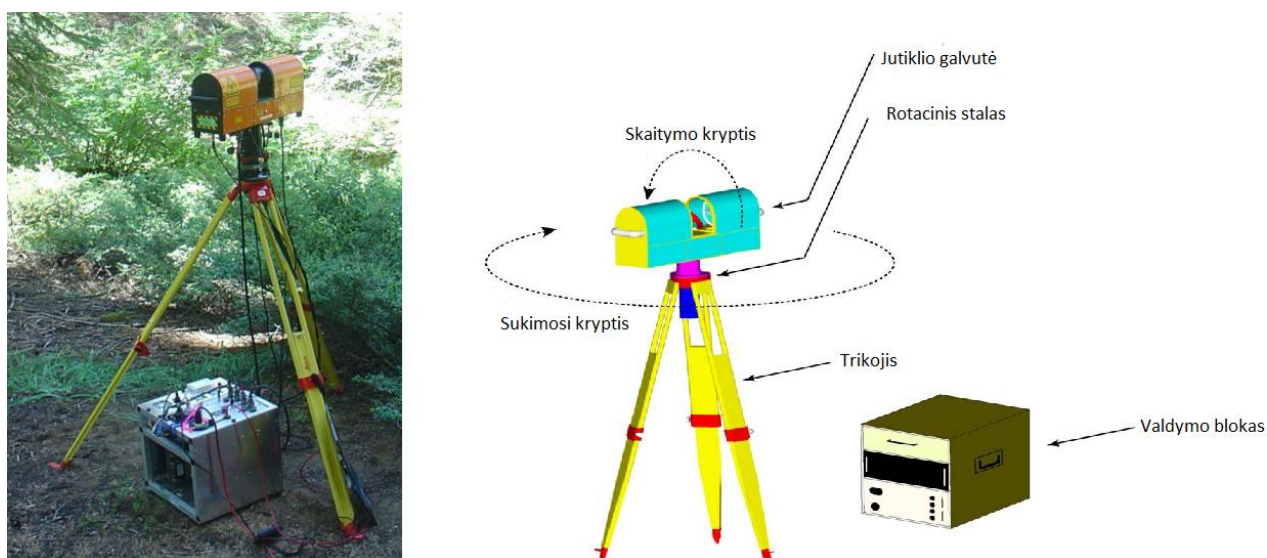 Jutiklio galvutė
Rotacinis stalas
Skaitymo kryptis
Sukimosi kryptis
Trikojis
Valdymo blokas